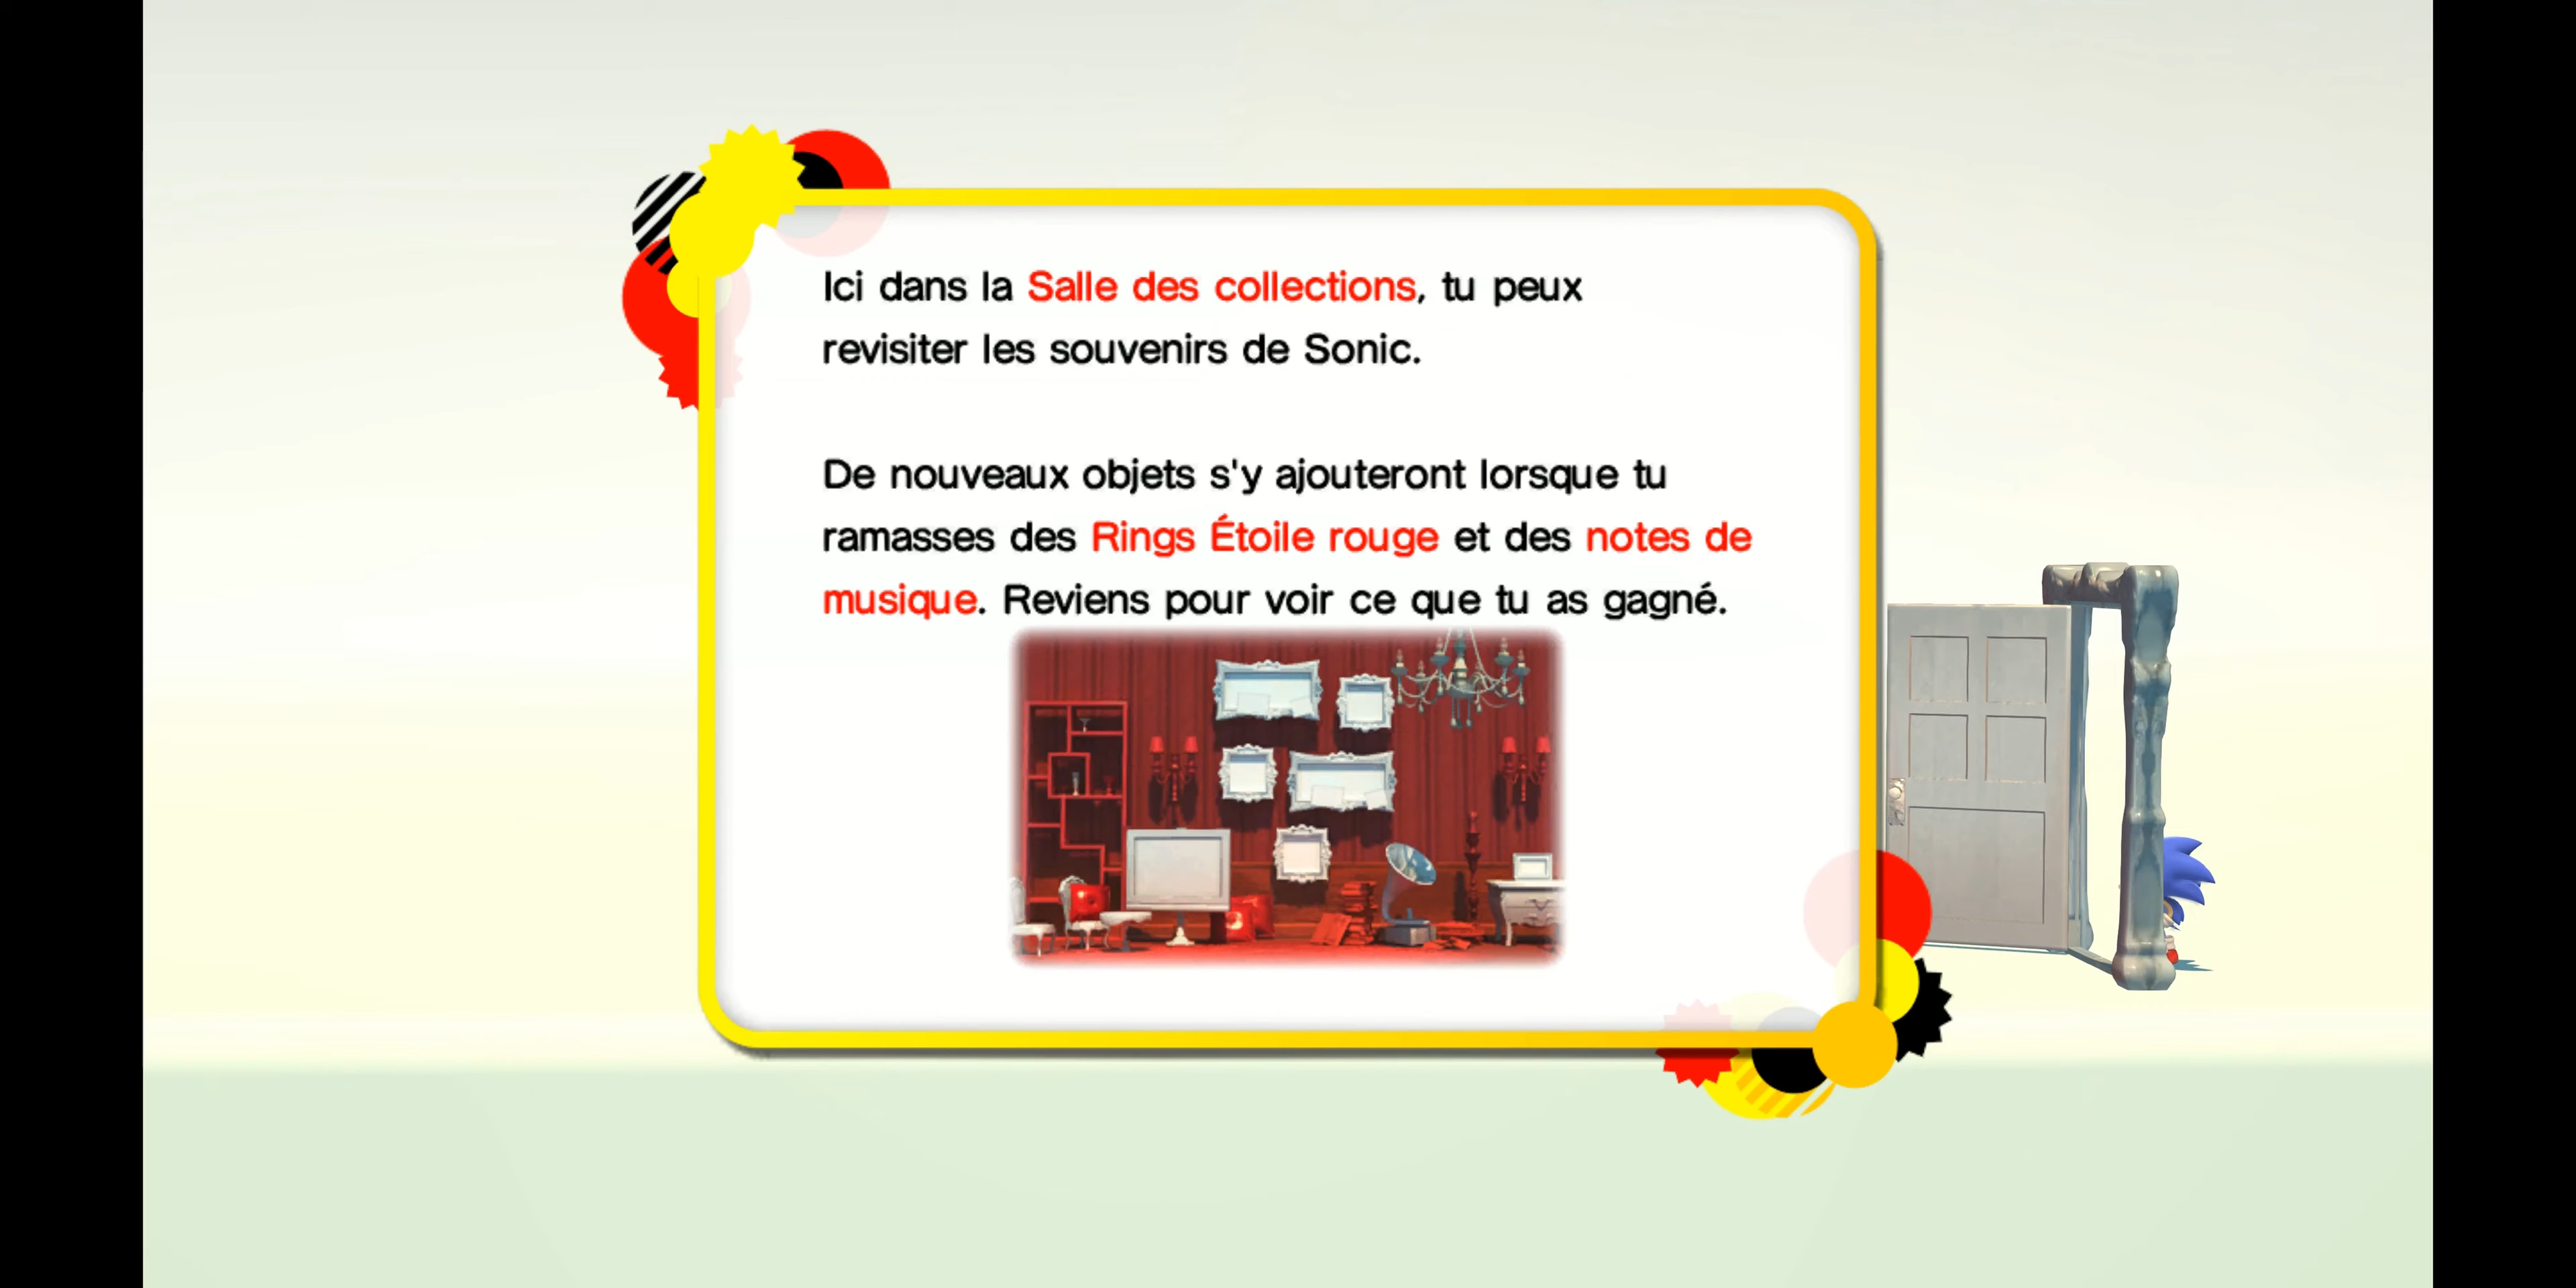 Ici dans la Salle des collections, tu peux
revisiter les souvenirs de Sonic.
De nouveaux objets s'y ajouteront lorsque tu
ramasses des Rings Étoile rouge et des notes de
musique. Reviens pour voir ce que tu as gagné.